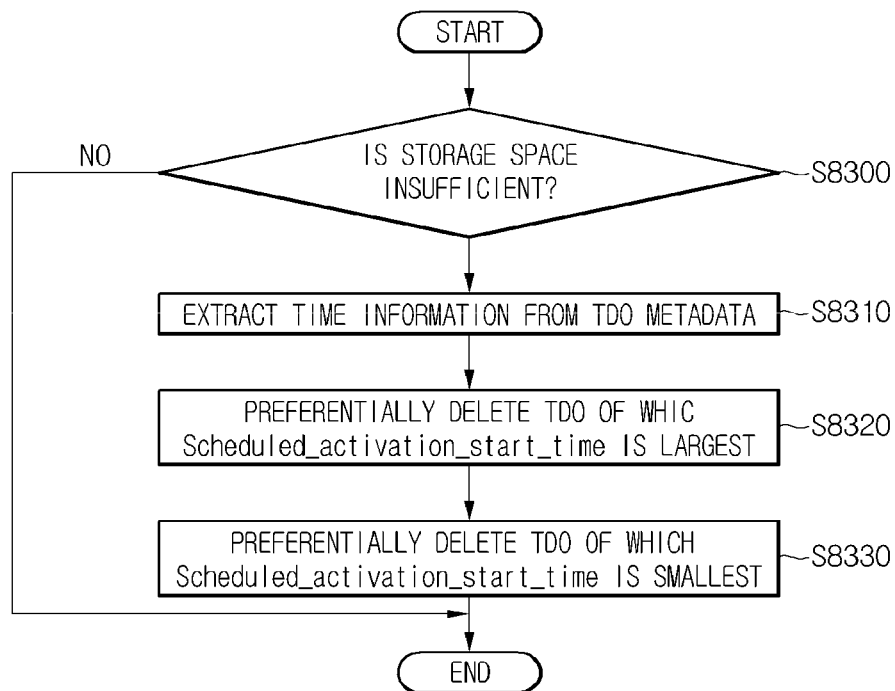 START
NO
IS STORAGE SPACE
INSUFFICIENT?
S8300
EXTRACT TIME INFORMATION FROM TDO METADATA
S8310
PREFERENTIALLY DELETE TDO OF WHIC
Scheduled_activation_start_time IS LARGEST
S8320
PREFERENTIALLY DELETE TDO OF WHICH
Scheduled_activation_start_time IS SMALLEST
S8330
END